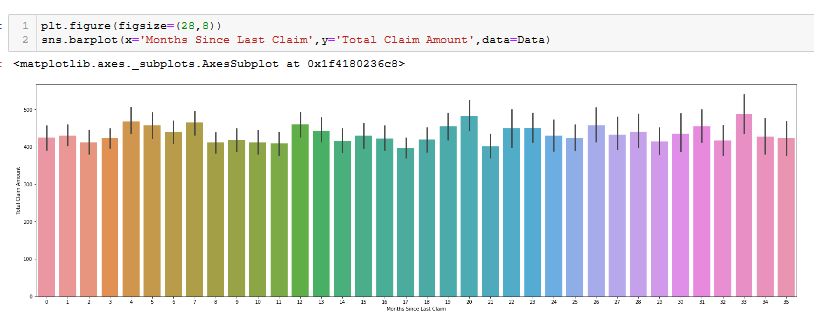 1 plt.figure(figsize=(28,8))
2 sns.barplot(x='Months Since Last Claim',y='Total Claim Amount',data=Data)
<matplotlib.axes._subplots.AxesSubplot at 0x1f4180236c8>
500
400
300
200
100
0
Total Claim Amount
0 1 2 3 4 5 6 7 8 9 10 11 12 13 14 15 16 17 18 19 20 21 22 23 24 25 26 27 28 29 30 31 32 33 34 35
Months Since Last Claim